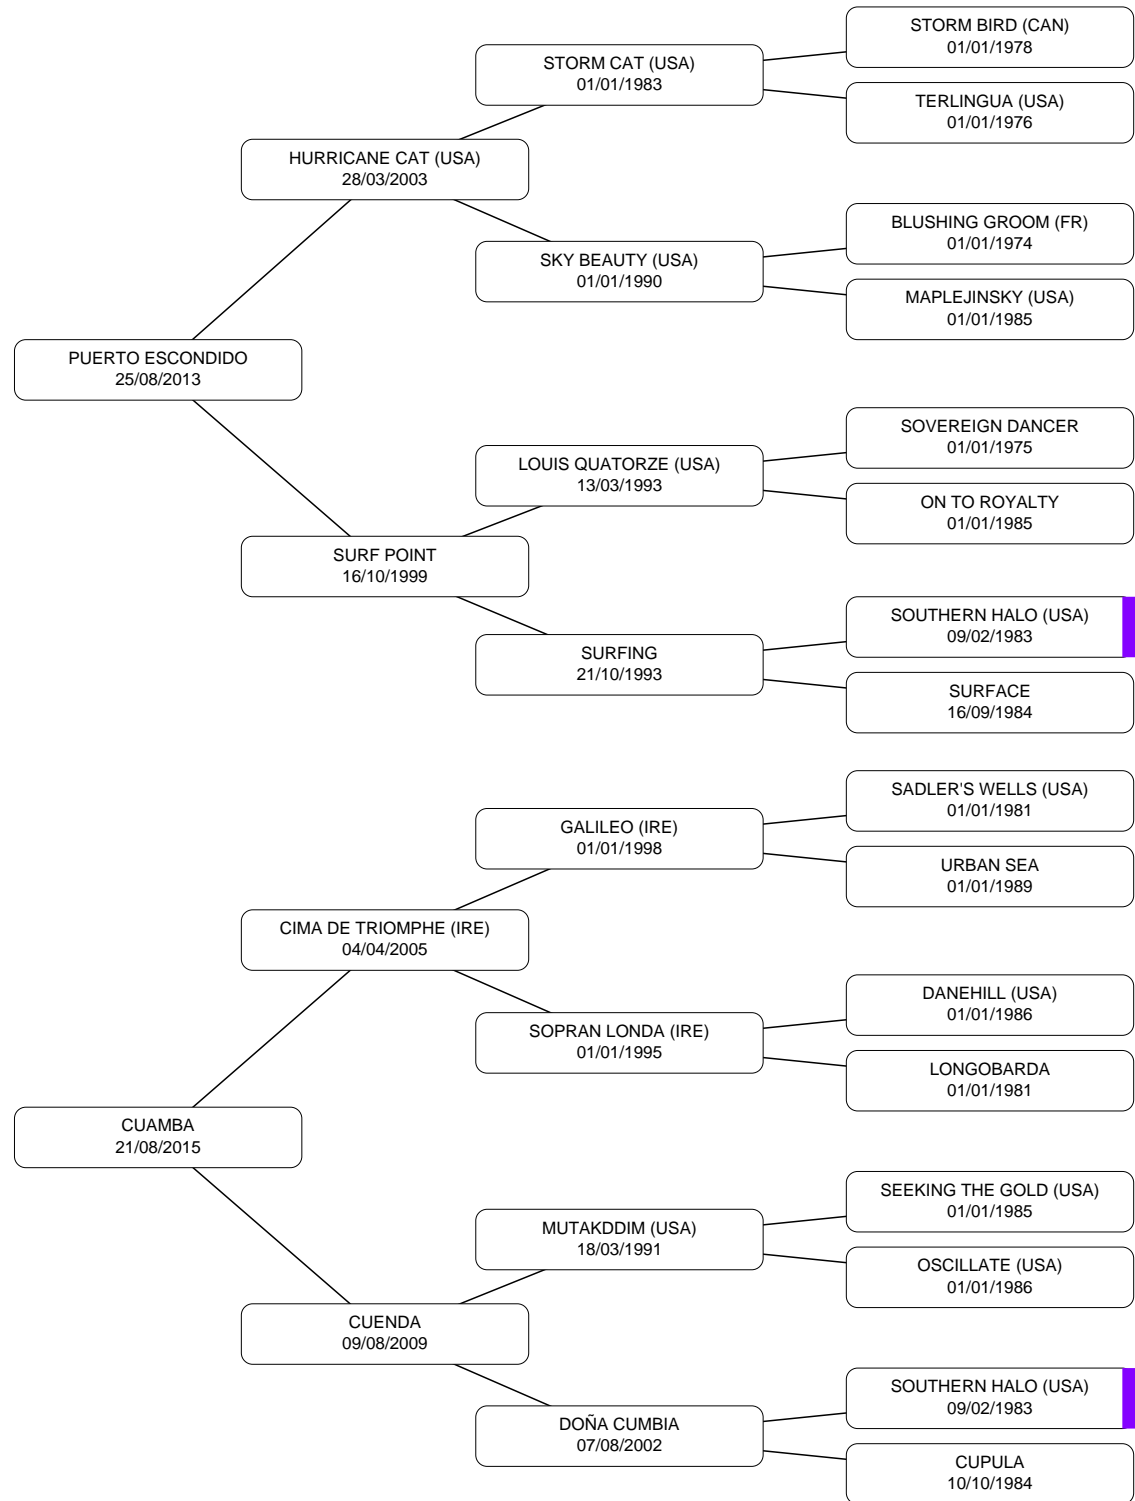 STORM BIRD (CAN)
01/01/1978
STORM CAT (USA)
01/01/1983
TERLINGUA (USA)
01/01/1976
HURRICANE CAT (USA)
28/03/2003
BLUSHING GROOM (FR)
01/01/1974
SKY BEAUTY (USA)
01/01/1990
MAPLEJINSKY (USA)
01/01/1985
PUERTO ESCONDIDO
25/08/2013
SOVEREIGN DANCER
01/01/1975
LOUIS QUATORZE (USA)
13/03/1993
ON TO ROYALTY
01/01/1985
SURF POINT
16/10/1999
SOUTHERN HALO (USA)
09/02/1983
SURFING
21/10/1993
SURFACE
16/09/1984
SADLER'S WELLS (USA)
01/01/1981
GALILEO (IRE)
01/01/1998
URBAN SEA
01/01/1989
CIMA DE TRIOMPHE (IRE)
04/04/2005
DANEHILL (USA)
01/01/1986
SOPRAN LONDA (IRE)
01/01/1995
LONGOBARDA
01/01/1981
CUAMBA
21/08/2015
SEEKING THE GOLD (USA)
01/01/1985
MUTAKDDIM (USA)
18/03/1991
OSCILLATE (USA)
01/01/1986
CUENDA
09/08/2009
SOUTHERN HALO (USA)
09/02/1983
DOÑA CUMBIA
07/08/2002
CUPULA
10/10/1984